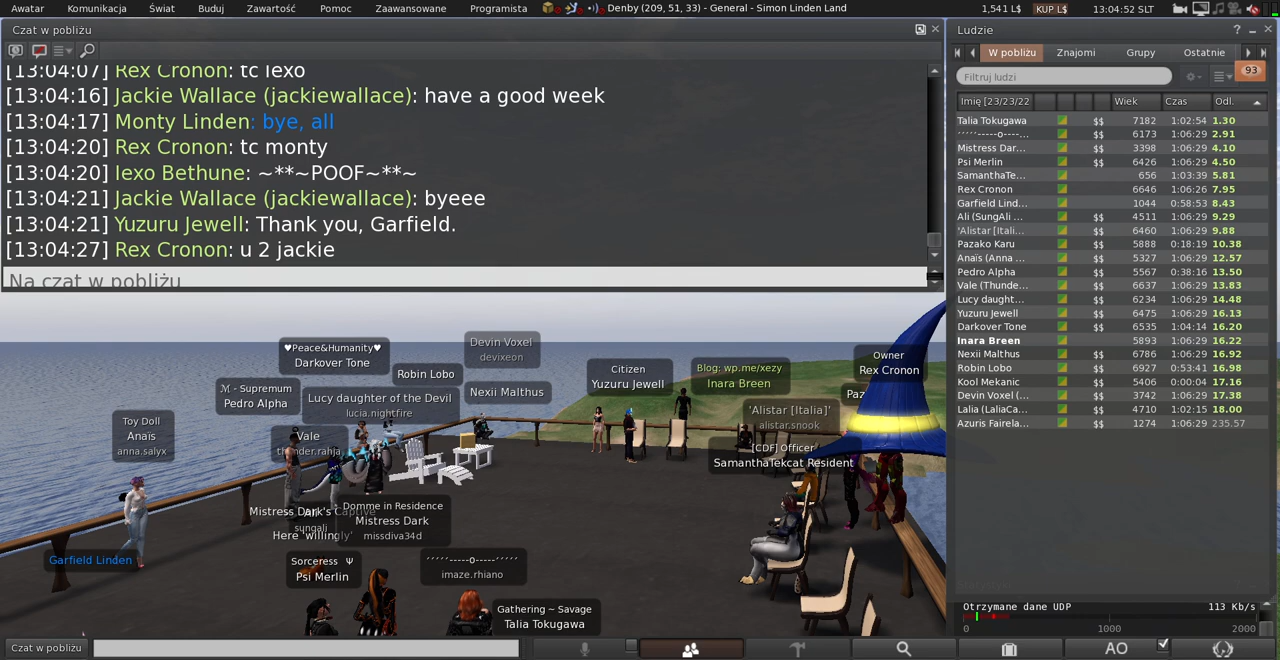 Awatar Komunikacja Świat Buduj Zawartość Pomoc Zaawansowane Programista Denby (209, 51, 33) - General - Simon Linden Land 1,541 L$ KUP L$ 13:04:52 SLT
Czat w pobliżu
[13:04:07] Rex Cronon: tc Iexo
[13:04:16] Jackie Wallace (jackiewallace): have a good week
[13:04:17] Monty Linden: bye, all
[13:04:20] Rex Cronon: tc monty
[13:04:20] Iexo Bethune: ~**~POOF~**~
[13:04:21] Jackie Wallace (jackiewallace): byeee
[13:04:21] Yuzuru Jewell: Thank you, Garfield.
[13:04:27] Rex Cronon: u 2 jackie
Na czat w pobliżu
Ludzie
W pobliżu Znajomi Grupy Ostatnie
Filtruj ludzi
93
Imię [23/23/22 Wiek Czas Odl.
Talia Tokugawa $$ 7182 1:02:54 1.30
´´´´´-----o----... $$ 6173 1:06:29 2.91
Mistress Dar... $$ 3398 1:06:29 4.10
Psi Merlin $$ 6426 1:06:29 4.50
SamanthaTe... 656 1:03:39 5.81
Rex Cronon 6646 1:06:26 7.95
Garfield Lind... 1044 0:58:53 8.43
Ali (SungAli ... $$ 4511 1:06:29 9.29
'Alistar [Itali... $$ 6460 1:06:29 9.88
Pazako Karu $$ 5888 0:18:19 10.38
Anaïs (Anna ... $$ 5327 1:06:29 12.57
Pedro Alpha $$ 5567 0:38:16 13.50
Vale (Thunde... $$ 6637 1:06:29 13.83
Lucy daught... $$ 6234 1:06:29 14.48
Yuzuru Jewell $$ 6475 1:06:29 16.13
Darkover Tone $$ 6535 1:04:14 16.20
Inara Breen 5893 1:06:29 16.22
Nexii Malthus $$ 6786 1:06:29 16.92
Robin Lobo $$ 6927 0:53:41 16.98
Kool Mekanic $$ 5406 0:00:04 17.16
Devin Voxel (... $$ 3742 1:06:29 17.38
Lalia (LaliaCa... $$ 4710 1:02:15 18.00
Azuris Fairela... $$ 1274 1:06:29 235.57
♥Peace&Humanity♥
Darkover Tone
Devin Voxel
devixeon
Robin Lobo
ℳ - Supremum
Pedro Alpha
Lucy daughter of the Devil
lucia.nightfire
Nexii Malthus
Citizen
Yuzuru Jewell
Blog: wp.me/xezy
Inara Breen
Owner
Rex Cronon
Paz
Toy Doll
Anaïs
anna.salyx
Vale
thunder.rahja
'Alistar [Italia]'
alistar.snook
[CDF] Officer
SamanthaTekcat Resident
Mistress Dark's Captive
Ali
sungali
Here 'willingly'
Domme in Residence
Mistress Dark
missdiva34d
Garfield Linden
Sorceress Ψ
Psi Merlin
´´´´´-----o-----´´´´´
imaze.rhiano
Gathering ~ Savage
Talia Tokugawa
Otrzymane dane UDP 113 Kb/s
0 1000 2000
Czat w pobliżu AO